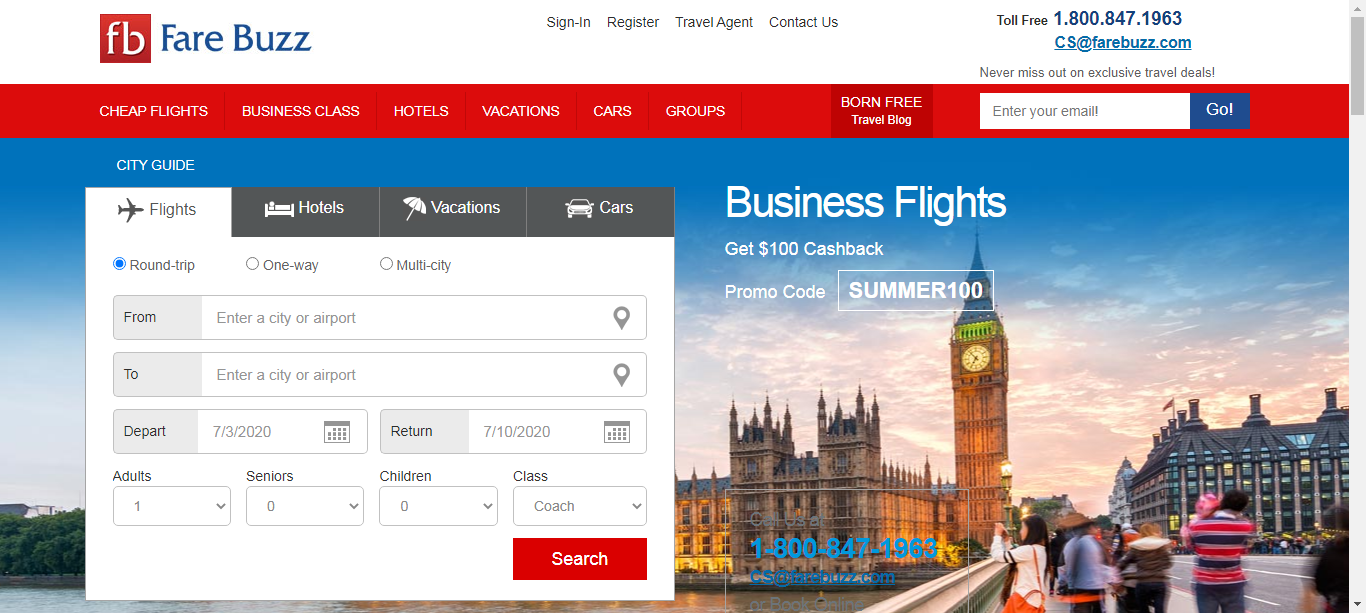 fb Fare Buzz
Sign-In Register Travel Agent Contact Us
Toll Free 1.800.847.1963
CS@farebuzz.com
Never miss out on exclusive travel deals!
CHEAP FLIGHTS BUSINESS CLASS HOTELS VACATIONS CARS GROUPS
BORN FREE
Travel Blog
Enter your email! Go!
CITY GUIDE
Flights Hotels Vacations Cars
Round-trip One-way Multi-city
From Enter a city or airport
To Enter a city or airport
Depart 7/3/2020 Return 7/10/2020
Adults Seniors Children Class
1 0 0 Coach
Search
Business Flights
Get $100 Cashback
Promo Code SUMMER100
Call Us at
1-800-847-1963
CS@farebuzz.com
or Book Online